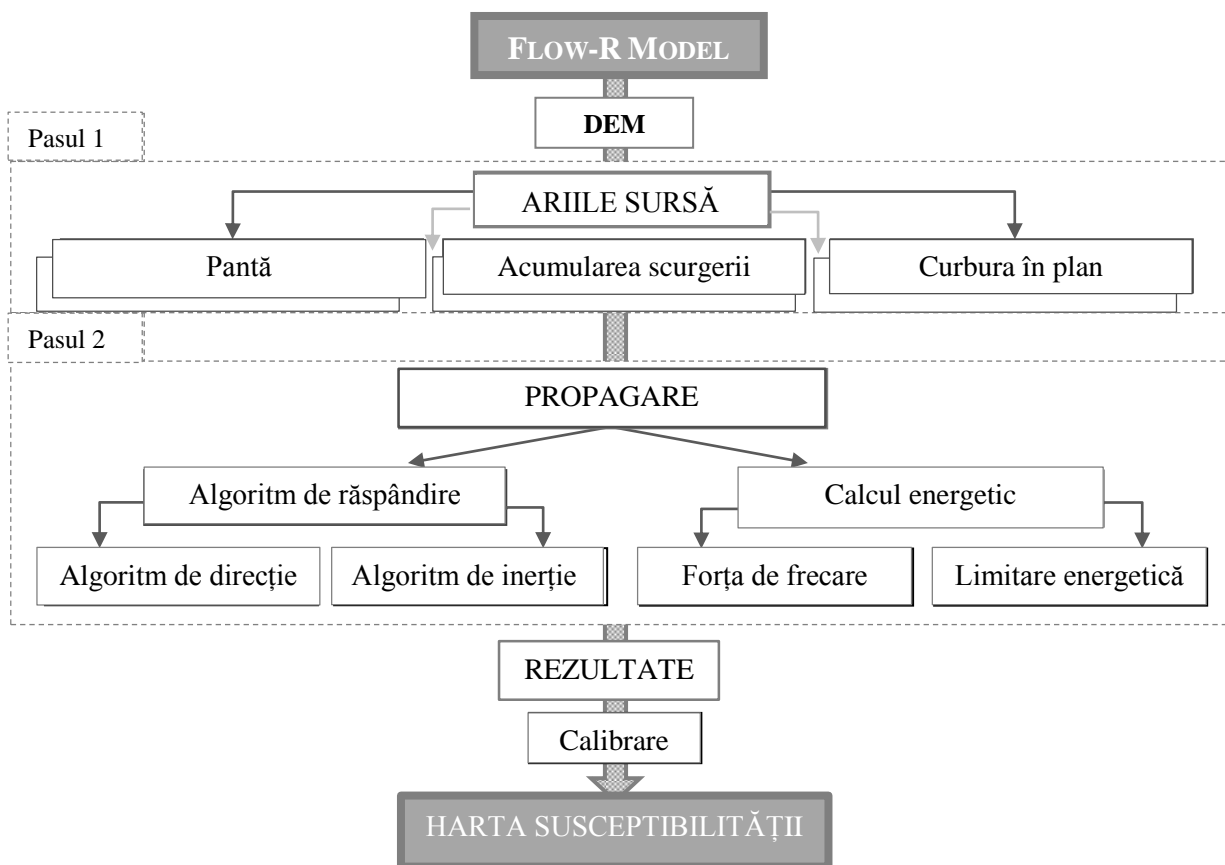 FLOW-R MODEL
DEM
Pasul 1
ARIILE SURSĂ
Pantă
Acumularea scurgerii
Curbura în plan
Pasul 2
PROPAGARE
Algoritm de răspândire
Calcul energetic
Algoritm de direcție
Algoritm de inerție
Forța de frecare
Limitare energetică
REZULTATE
Calibrare
HARTA SUSCEPTIBILITĂȚII